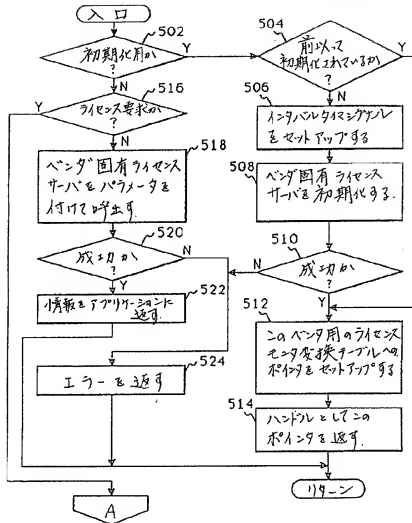 入口
502
初期化用か
?
Y
N
504
前以って
初期化されているか
?
Y
N
506
インタバルタイミングシグナル
をセットアップする
508
ベンダ固有ライセンス
サーバを初期化する.
510
成功か
?
N
Y
512
このベンダ用のライセンス
モニタ変換テーブルへの
ポインタをセットアップする
514
ハンドルとしてこの
ポインタを返す.
リターン
516
ライセンス要求か
?
Y
N
518
ベンダ固有ライセンス
サーバをパラメータを
付けて呼出す.
520
成功か
?
N
Y
522
情報をアプリケーションに
返す.
524
エラーを返す
A